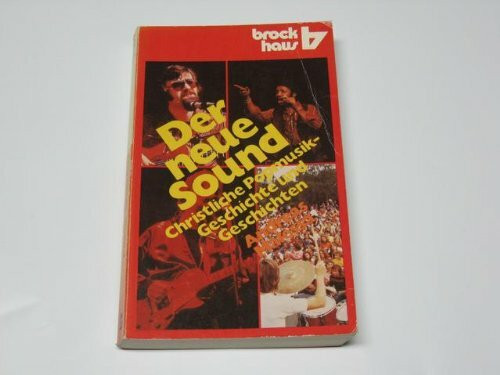 brock
haus
Der
neue
Sound
Christliche Popmusik-
Geschichte und
Geschichten